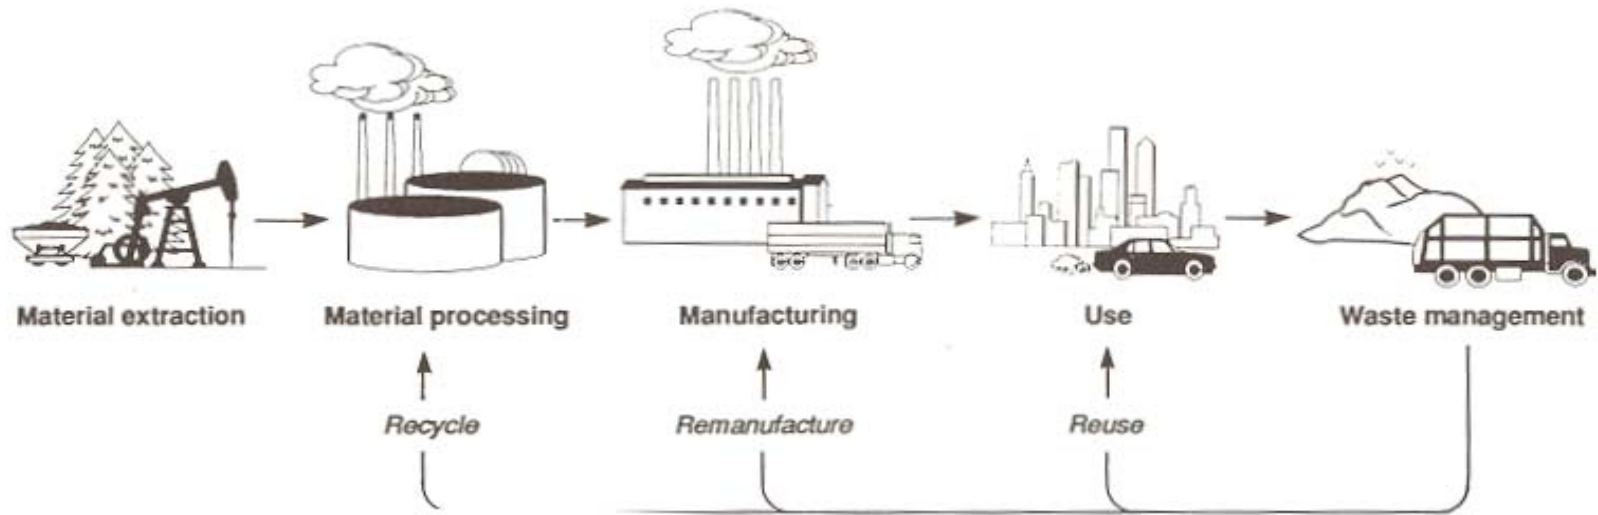 Material extraction
Material processing
Manufacturing
Use
Waste management
Recycle
Remanufacture
Reuse